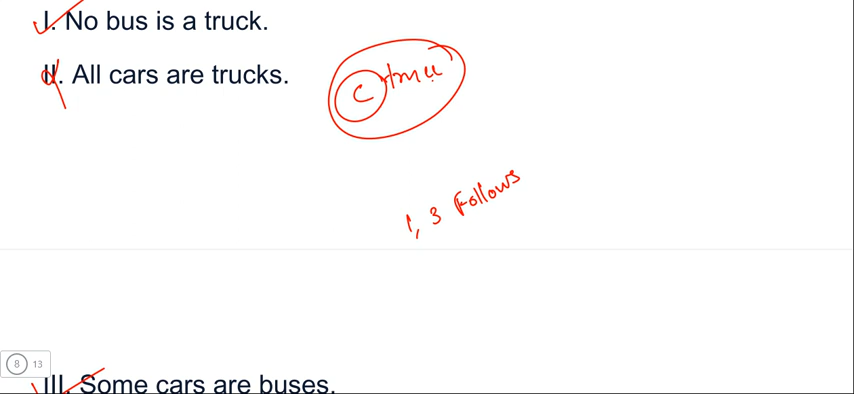 I. No bus is a truck.
II. All cars are trucks.
C
1, 3 Follows
8 13
III. Some cars are buses.